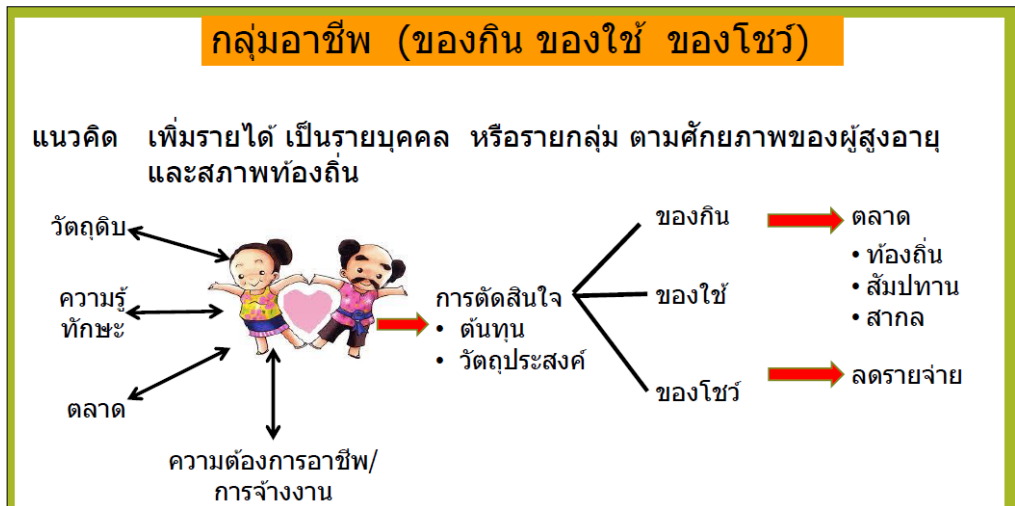 กลุ่มอาชีพ (ของกิน ของใช้ ของโชว์)
แนวคิด เพิ่มรายได้ เป็นรายบุคคล หรือรายกลุ่ม ตามศักยภาพของผู้สูงอายุ
และสภาพท้องถิ่น
วัตถุดิบ
ความรู้
ทักษะ
ตลาด
ความต้องการอาชีพ/
การจ้างงาน
การตัดสินใจ
• ต้นทุน
• วัตถุประสงค์
ของกิน
ของใช้
ของโชว์
ตลาด
• ท้องถิ่น
• สัมปทาน
• สากล
ลดรายจ่าย